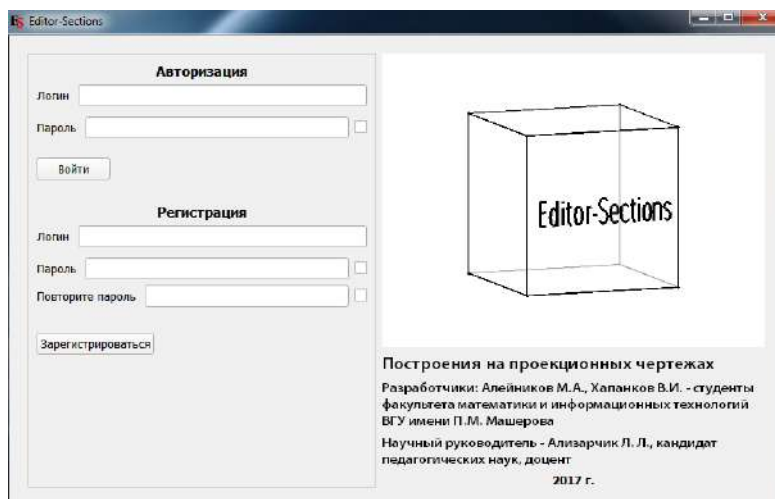 Editor-Sections
Авторизация
Логин
Пароль
Войти
Регистрация
Логин
Пароль
Повторите пароль
Зарегистрироваться
Editor-Sections
Построения на проекционных чертежах
Разработчики: Алейников М.А., Хапанков В.И. - студенты
факультета математики и информационных технологий
ВГУ имени П.М. Машерова
Научный руководитель - Ализарчик Л. Л., кандидат
педагогических наук, доцент
2017 г.